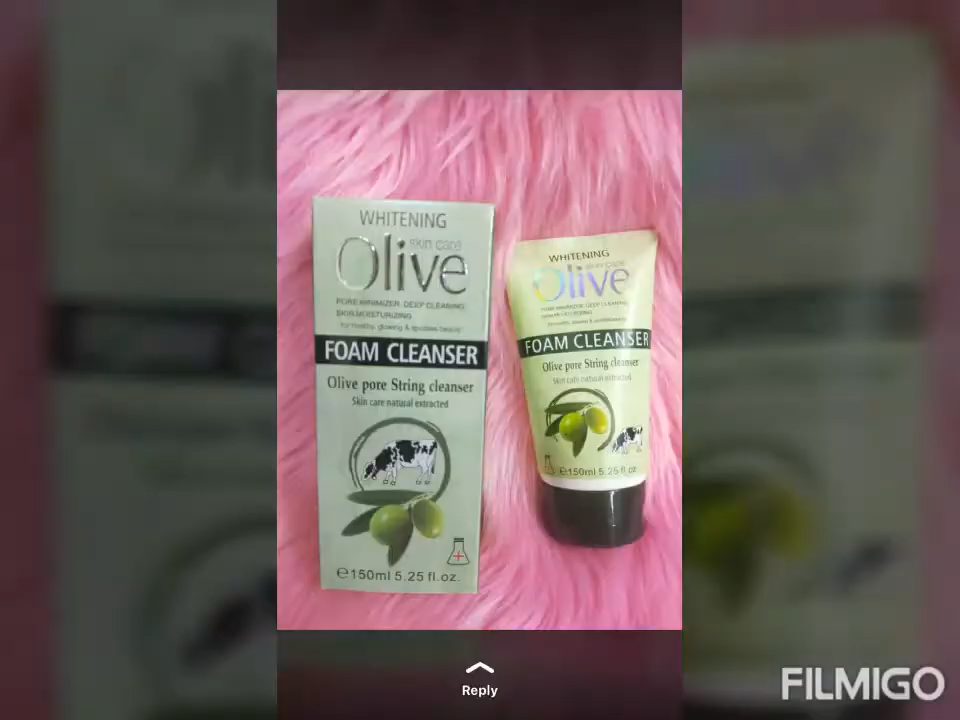 WHITENING
Olive
skin care
PORE MINIMIZER DEEP CLEANING
SKIN MOISTURIZING
for healthy, glowing & spotless beauty
FOAM CLEANSER
Olive pore String cleanser
Skin care natural extracted
e150ml 5.25 fl.oz.
WHITENING
Olive
skin care
PORE MINIMIZER DEEP CLEANING
FOAM CLEANSER
Olive pore String cleanser
Skin care natural extracted
e150ml 5.25 fl oz
Reply
FILMIGO